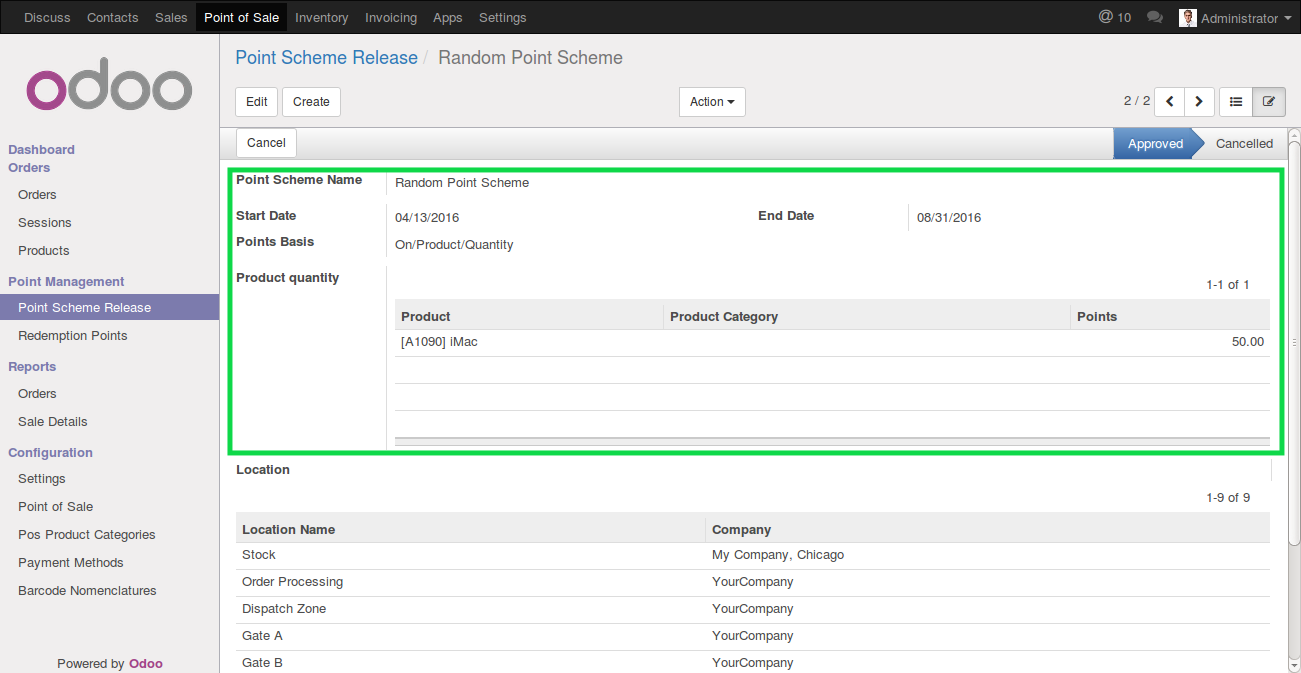 Discuss Contacts Sales Point of Sale Inventory Invoicing Apps Settings @ 10 Administrator
odoo
Dashboard
Orders
Orders
Sessions
Products
Point Management
Point Scheme Release
Redemption Points
Reports
Orders
Sale Details
Configuration
Settings
Point of Sale
Pos Product Categories
Payment Methods
Barcode Nomenclatures
Powered by Odoo
Point Scheme Release / Random Point Scheme
Edit Create Action 2 / 2
Cancel Approved Cancelled
Point Scheme Name Random Point Scheme
Start Date 04/13/2016 End Date 08/31/2016
Points Basis On/Product/Quantity
Product quantity
1-1 of 1
Product Product Category Points
[A1090] iMac 50.00
Location
1-9 of 9
Location Name Company
Stock My Company, Chicago
Order Processing YourCompany
Dispatch Zone YourCompany
Gate A YourCompany
Gate B YourCompany